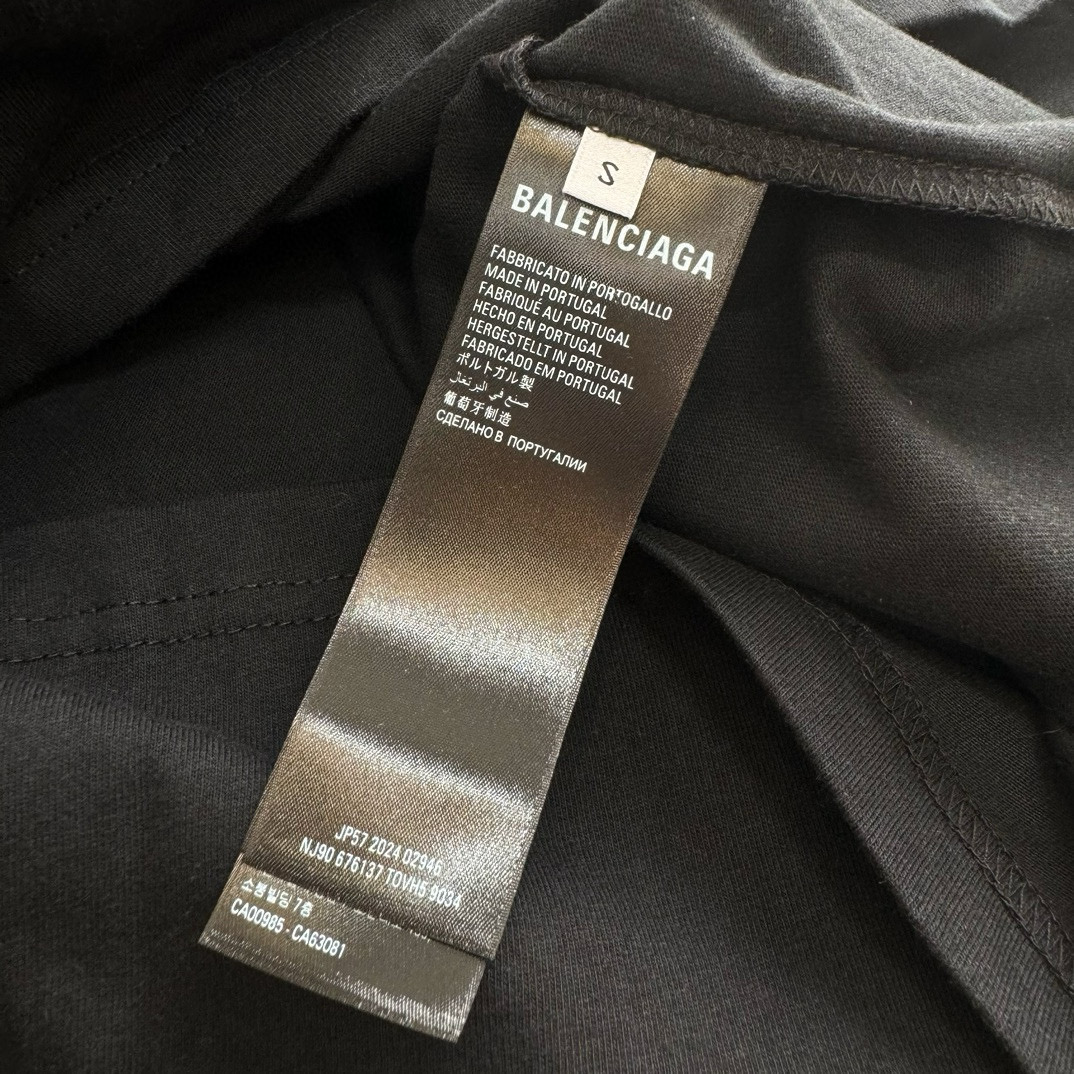 S
BALENCIAGA
FABBRICATO IN PORTOGALLO
MADE IN PORTUGAL
FABRIQUÉ AU PORTUGAL
HECHO EN PORTUGAL
HERGESTELLT IN PORTUGAL
FABRICADO EM PORTUGAL
ポルトガル製
صنع في البرتغال
葡萄牙制造
СДЕЛАНО В ПОРТУГАЛИИ
JP57 2024 02946
NJ90 676137 TOVH5 9034
소통빌딩 7층
CA00985 - CA63081